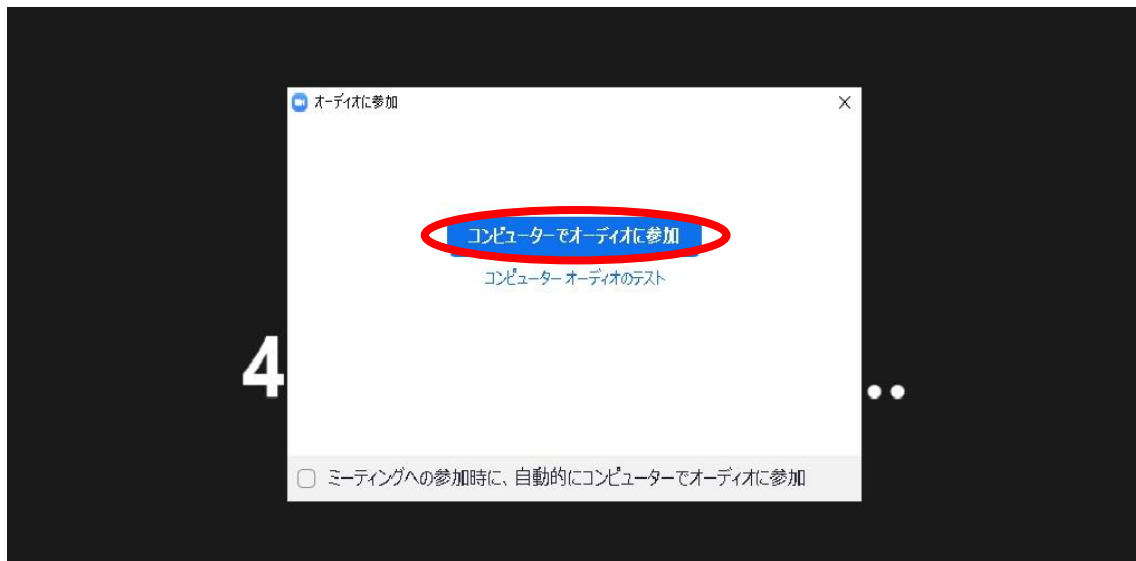 オーディオに参加
コンピューターでオーディオに参加
コンピューター オーディオのテスト
4 ..
ミーティングへの参加時に、自動的にコンピューターでオーディオに参加